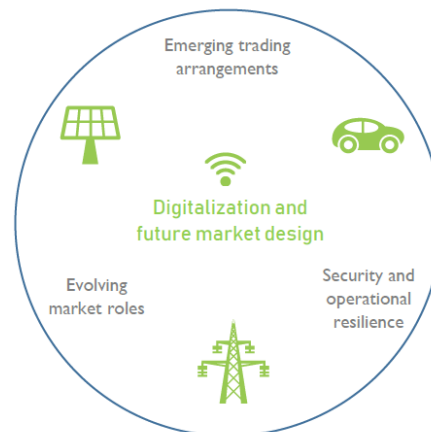 Emerging trading
arrangements
Digitalization and
future market design
Evolving
market roles
Security and
operational
resilience